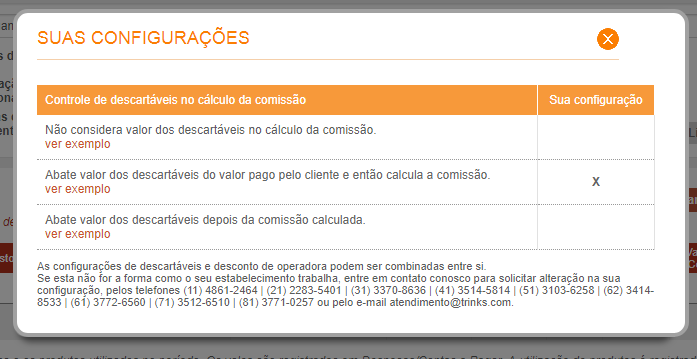 SUAS CONFIGURAÇÕES
X
Controle de descartáveis no cálculo da comissão
Sua configuração
Não considera valor dos descartáveis no cálculo da comissão.
ver exemplo
Abate valor dos descartáveis do valor pago pelo cliente e então calcula a comissão.
ver exemplo
X
Abate valor dos descartáveis depois da comissão calculada.
ver exemplo
As configurações de descartáveis e desconto de operadora podem ser combinadas entre si.
Se esta não for a forma como o seu estabelecimento trabalha, entre em contato conosco para solicitar alteração na sua
configuração, pelos telefones (11) 4861-2464 | (21) 2283-5401 | (31) 3370-8636 | (41) 3514-5814 | (51) 3103-6258 | (62) 3414-
8533 | (61) 3772-6560 | (71) 3512-6510 | (81) 3771-0257 ou pelo e-mail atendimento@trinks.com.